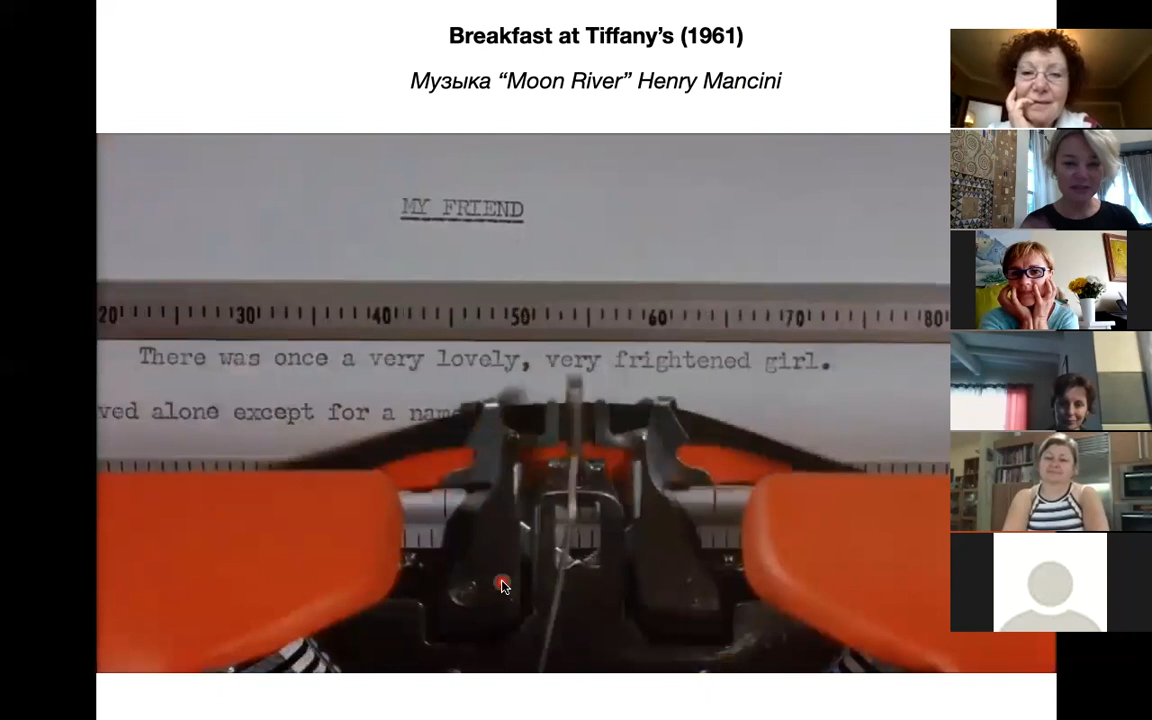 Breakfast at Tiffany's (1961)
Музыка “Moon River” Henry Mancini
MY FRIEND
20 30 40 50 60 70 80
There was once a very lovely, very frightened girl.
ved alone except for a name